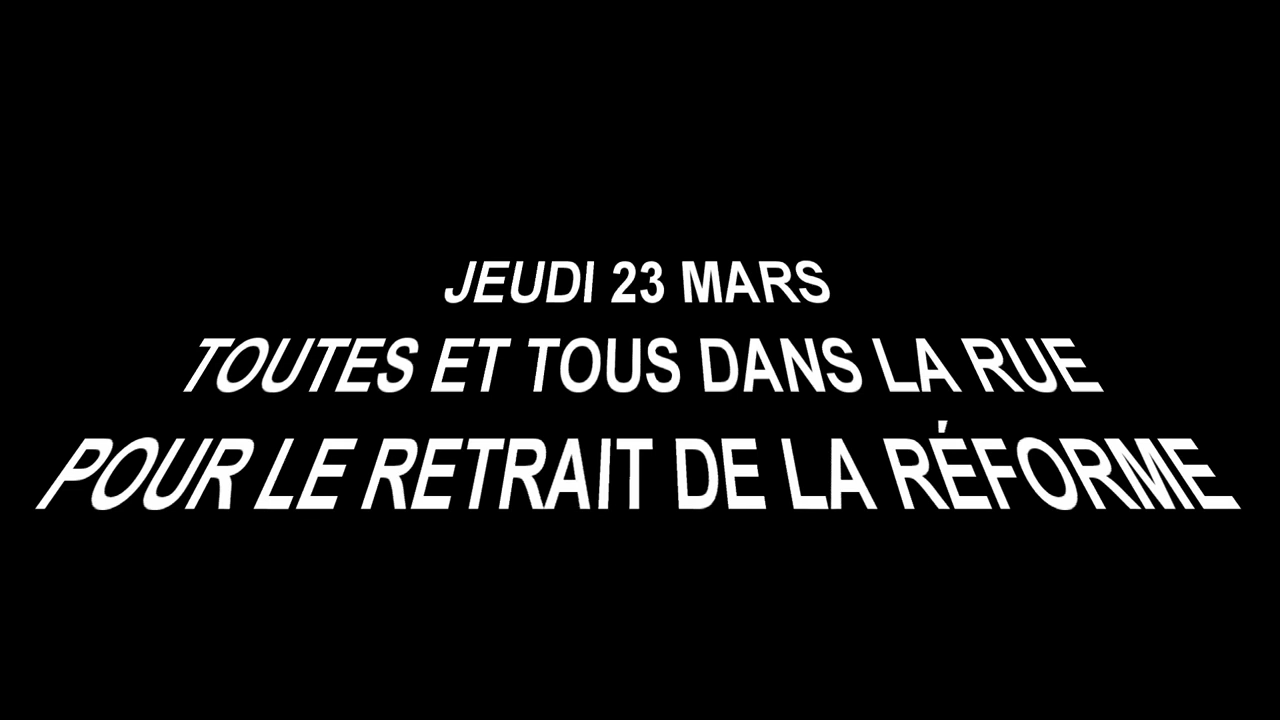 JEUDI 23 MARS
TOUTES ET TOUS DANS LA RUE
POUR LE RETRAIT DE LA RÉFORME